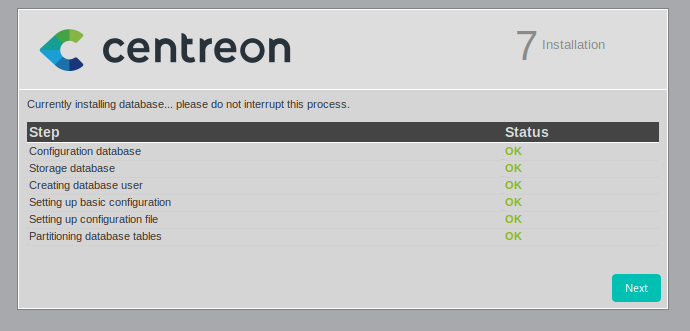 centreon
7 Installation
Currently installing database... please do not interrupt this process.
Step Status
Configuration database OK
Storage database OK
Creating database user OK
Setting up basic configuration OK
Setting up configuration file OK
Partitioning database tables OK
Next